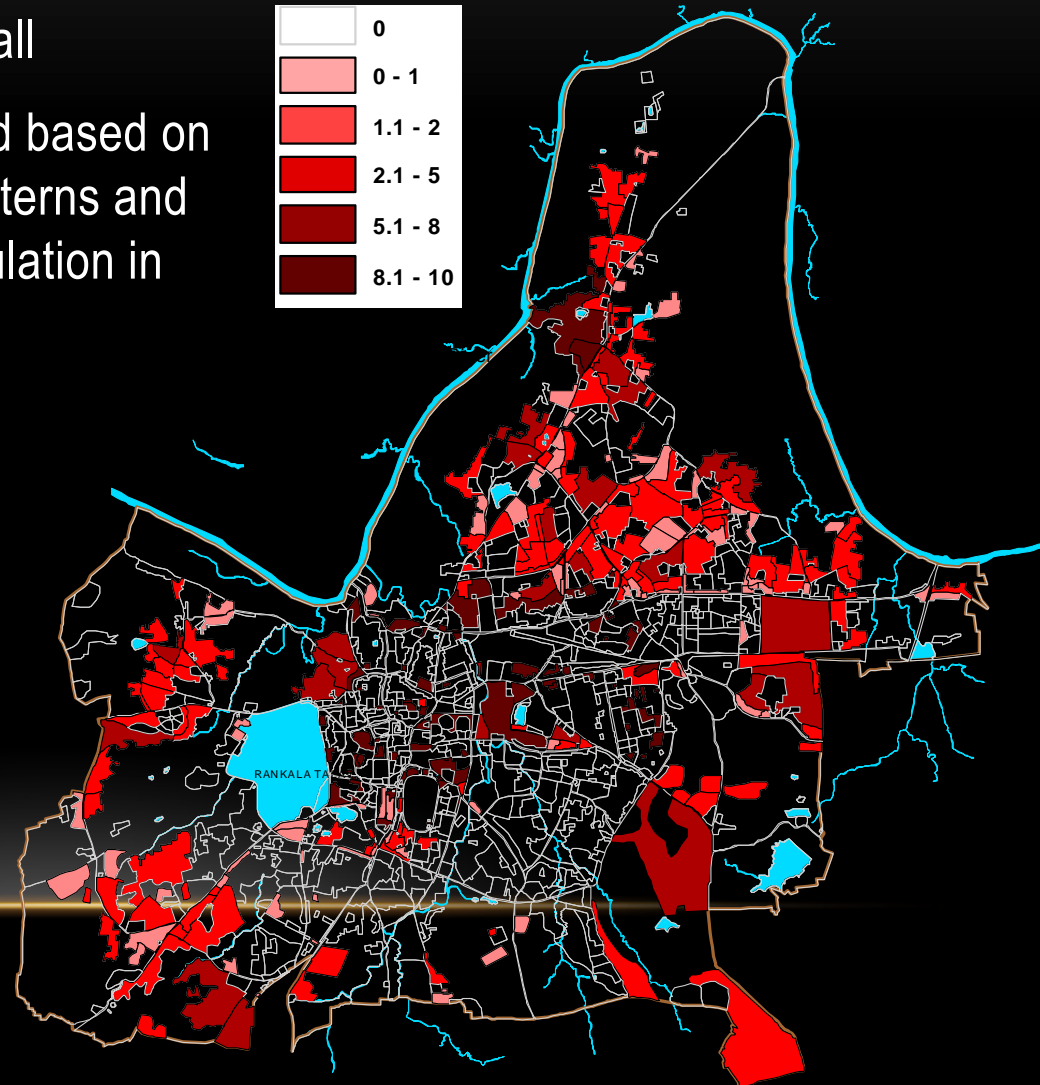 all
d based on
terns and
ulation in
0
0 - 1
1.1 - 2
2.1 - 5
5.1 - 8
8.1 - 10
RANKALA TA